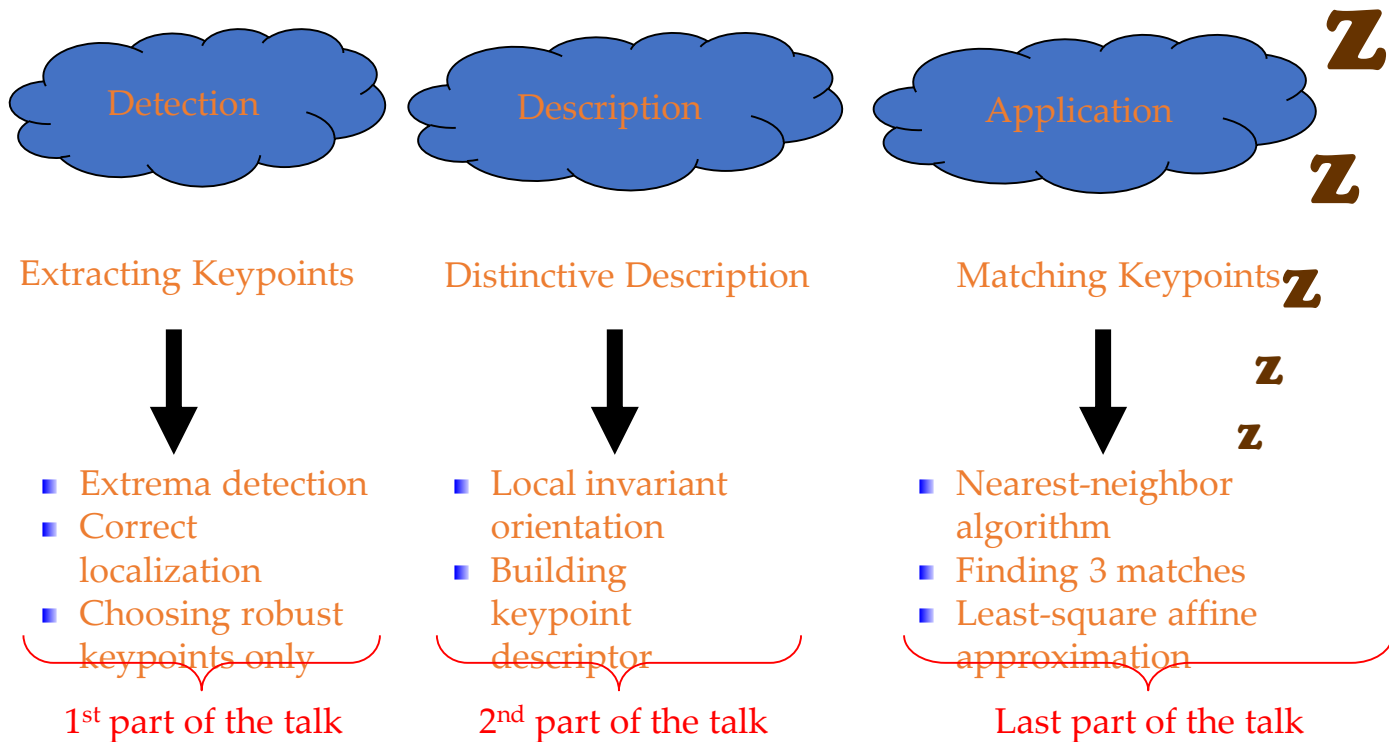 Detection
Description
Application
Z
Z
Extracting Keypoints
Distinctive Description
Matching Keypoints
Z
Z
Z
Extrema detection
Correct
localization
Choosing robust
keypoints only
Local invariant
orientation
Building
keypoint
descriptor
Nearest-neighbor
algorithm
Finding 3 matches
Least-square affine
approximation
1st part of the talk
2nd part of the talk
Last part of the talk